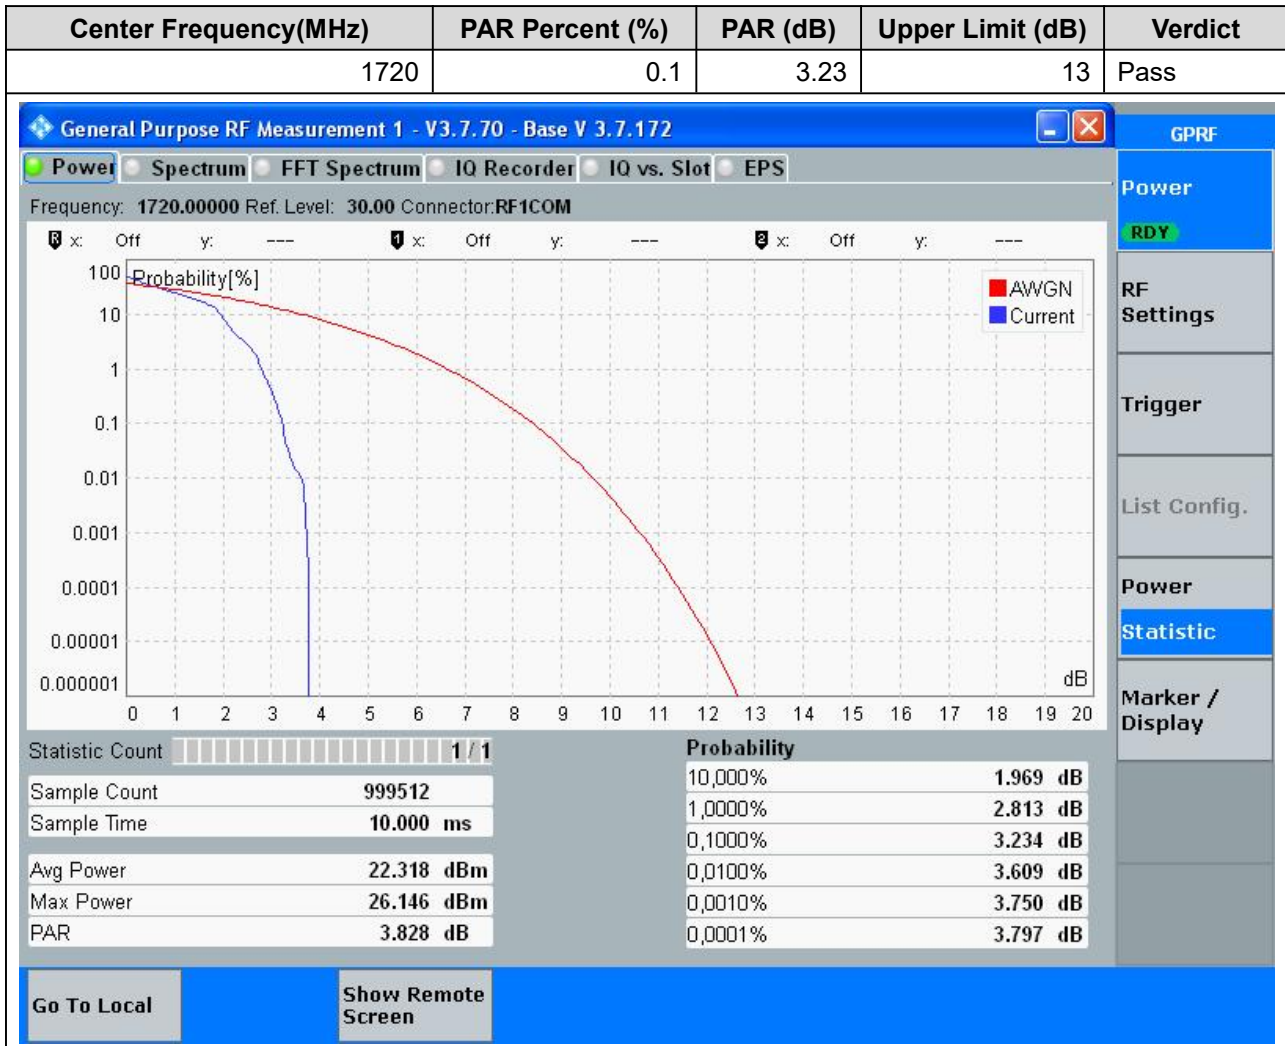 Center Frequency(MHz) PAR Percent (%) PAR (dB) Upper Limit (dB) Verdict
1720 0.1 3.23 13 Pass
General Purpose RF Measurement 1 - V3.7.70 - Base V 3.7.172
GPRF
Power Spectrum FFT Spectrum IQ Recorder IQ vs. Slot EPS
Frequency: 1720.00000 Ref. Level: 30.00 Connector:RF1COM
R x: Off y: --- 1 x: Off y: --- 2 x: Off y: ---
Probability[%]
100
10
1
0.1
0.01
0.001
0.0001
0.00001
0.000001
AWGN
Current
dB
0 1 2 3 4 5 6 7 8 9 10 11 12 13 14 15 16 17 18 19 20
Statistic Count 1 / 1
Sample Count 999512
Sample Time 10.000 ms
Avg Power 22.318 dBm
Max Power 26.146 dBm
PAR 3.828 dB
Probability
10,000% 1.969 dB
1,0000% 2.813 dB
0,1000% 3.234 dB
0,0100% 3.609 dB
0,0010% 3.750 dB
0,0001% 3.797 dB
Power
RDY
RF
Settings
Trigger
List Config.
Power
Statistic
Marker /
Display
Go To Local
Show Remote
Screen